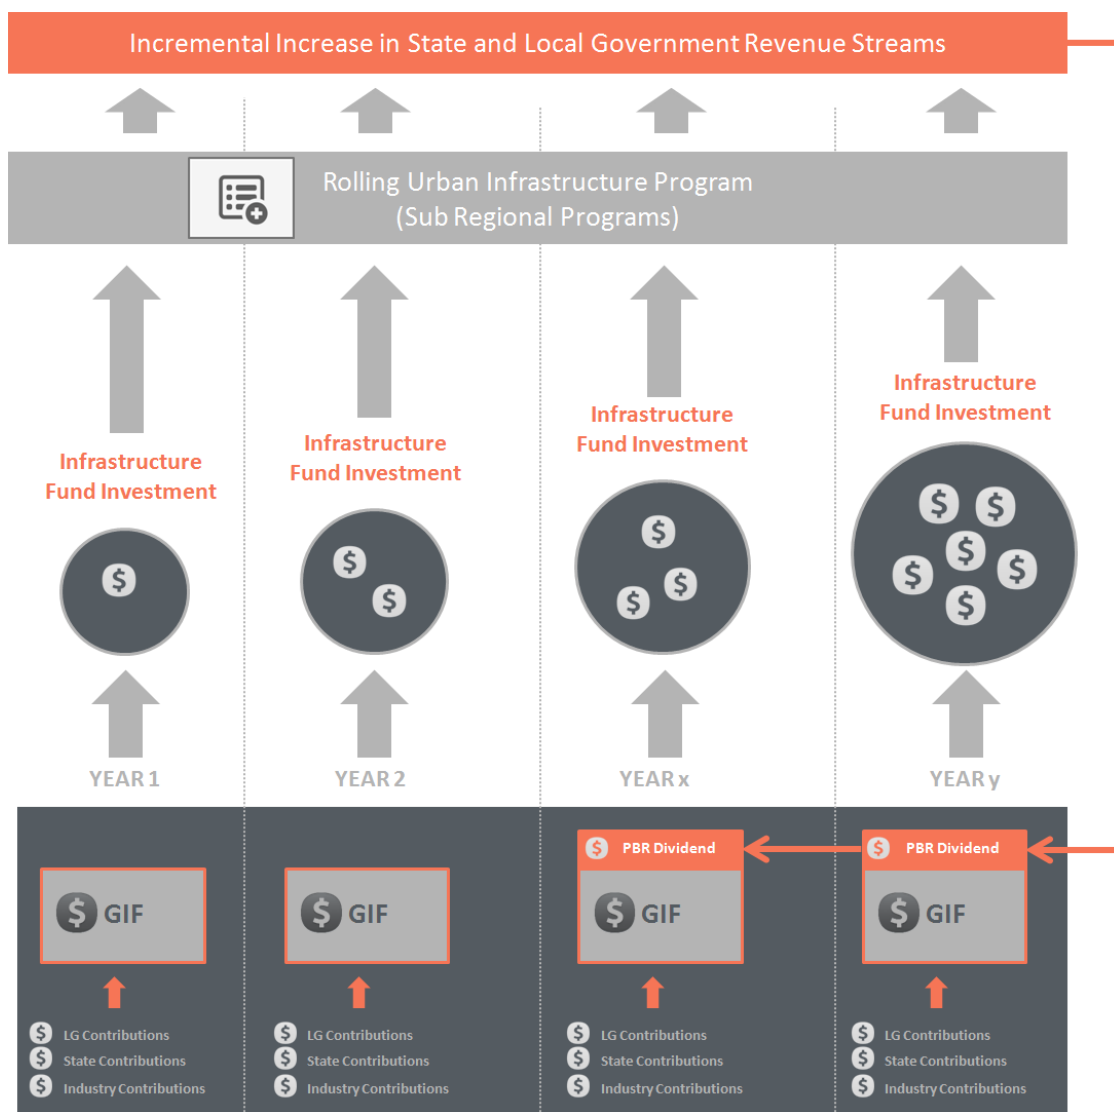 Incremental Increase in State and Local Government Revenue Streams
Rolling Urban Infrastructure Program
(Sub Regional Programs)
Infrastructure
Fund Investment
$
YEAR 1
$ GIF
$ LG Contributions
$ State Contributions
$ Industry Contributions
Infrastructure
Fund Investment
$
$
YEAR 2
$ GIF
$ LG Contributions
$ State Contributions
$ Industry Contributions
Infrastructure
Fund Investment
$
$
$
YEAR x
$ PBR Dividend
$ GIF
$ LG Contributions
$ State Contributions
$ Industry Contributions
Infrastructure
Fund Investment
$ $
$
$ $
$
YEAR y
$ PBR Dividend
$ GIF
$ LG Contributions
$ State Contributions
$ Industry Contributions